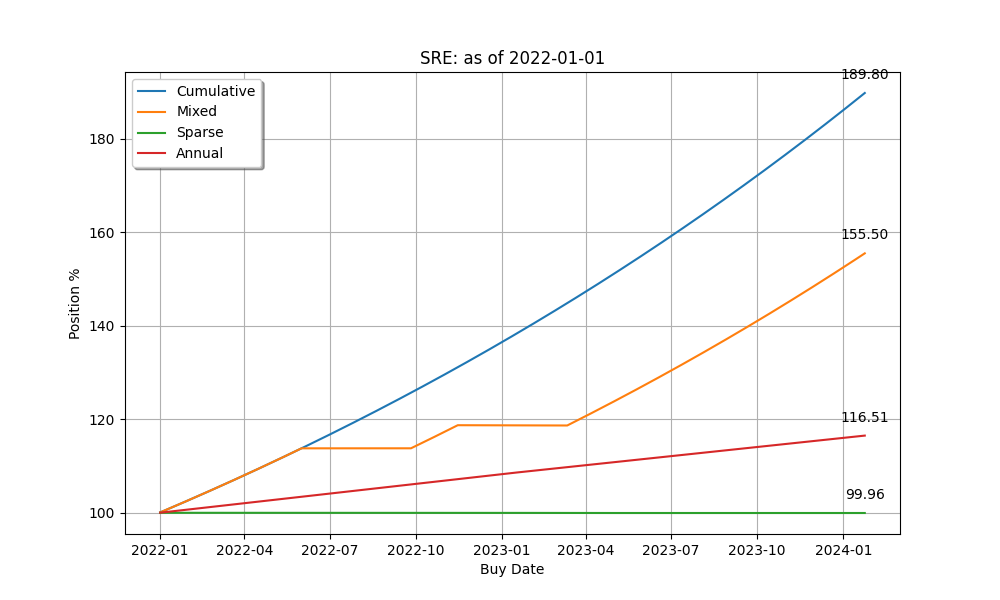 SRE: as of 2022-01-01
Cumulative
Mixed
Sparse
Annual
189.80
155.50
116.51
99.96
Position %
180
160
140
120
100
2022-01 2022-04 2022-07 2022-10 2023-01 2023-04 2023-07 2023-10 2024-01
Buy Date